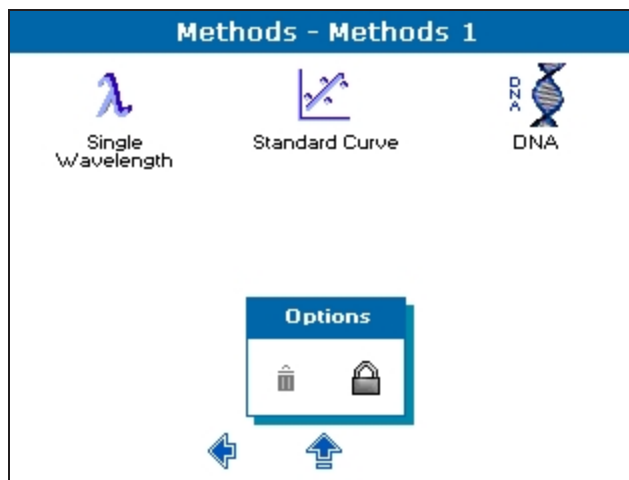 Methods - Methods 1
DNA
Single
Wavelength
Standard Curve
DNA
Options